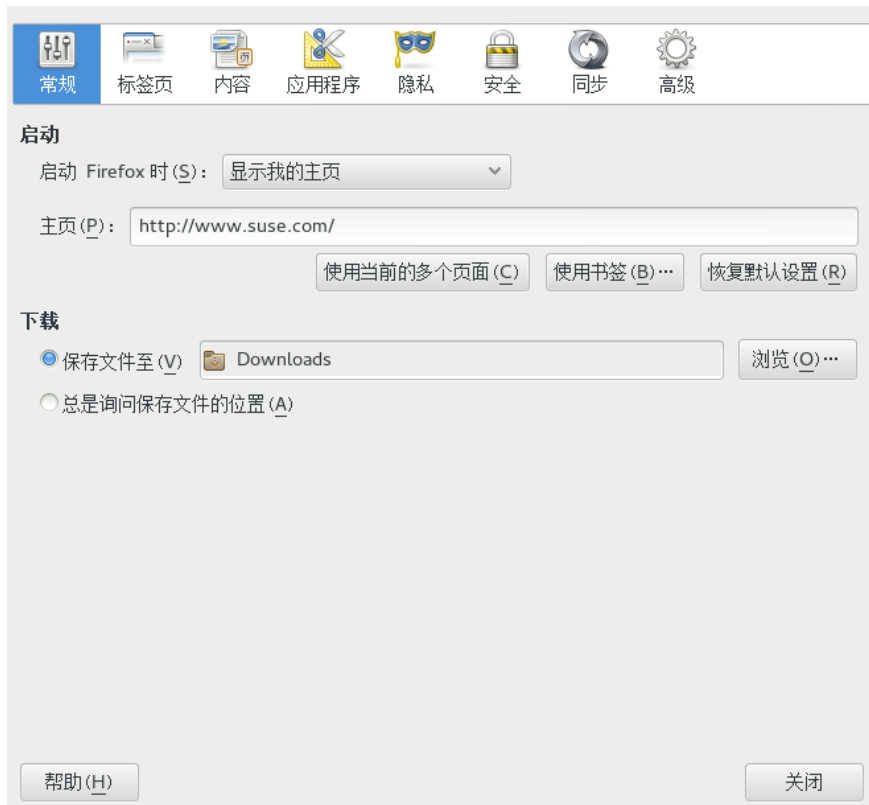 常规 标签页 内容 应用程序 隐私 安全 同步 高级
启动
启动 Firefox 时(S)： 显示我的主页
主页(P)： http://www.suse.com/
使用当前的多个页面(C) 使用书签(B)… 恢复默认设置(R)
下载
保存文件至(V) Downloads 浏览(O)…
总是询问保存文件的位置(A)
帮助(H) 关闭